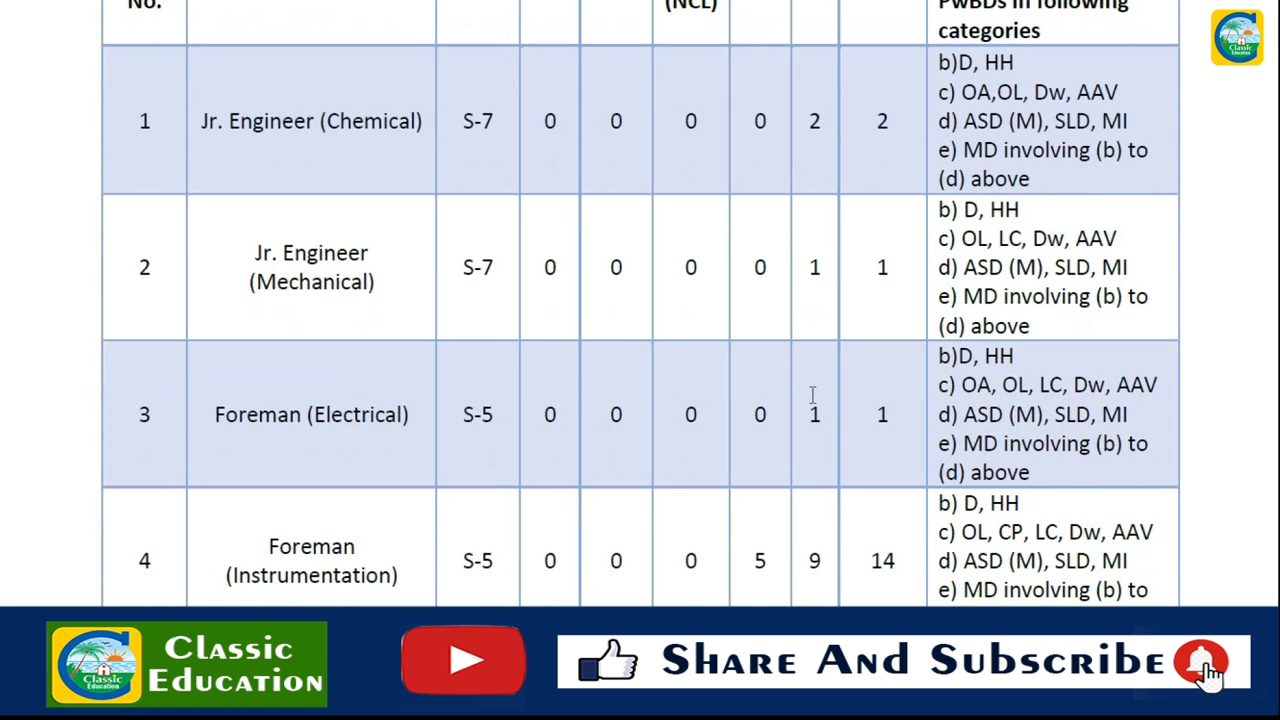 No.
(NCL)
PwBDs in following
categories
1
Jr. Engineer (Chemical)
S-7
0
0
0
0
2
2
b)D, HH
c) OA,OL, Dw, AAV
d) ASD (M), SLD, MI
e) MD involving (b) to
(d) above
2
Jr. Engineer
(Mechanical)
S-7
0
0
0
0
1
1
b) D, HH
c) OL, LC, Dw, AAV
d) ASD (M), SLD, MI
e) MD involving (b) to
(d) above
3
Foreman (Electrical)
S-5
0
0
0
0
1
1
b)D, HH
c) OA, OL, LC, Dw, AAV
d) ASD (M), SLD, MI
e) MD involving (b) to
(d) above
4
Foreman
(Instrumentation)
S-5
0
0
0
5
9
14
b) D, HH
c) OL, CP, LC, Dw, AAV
d) ASD (M), SLD, MI
e) MD involving (b) to
Classic
Education
Classic
Education
Classic
Education
Share And Subscribe